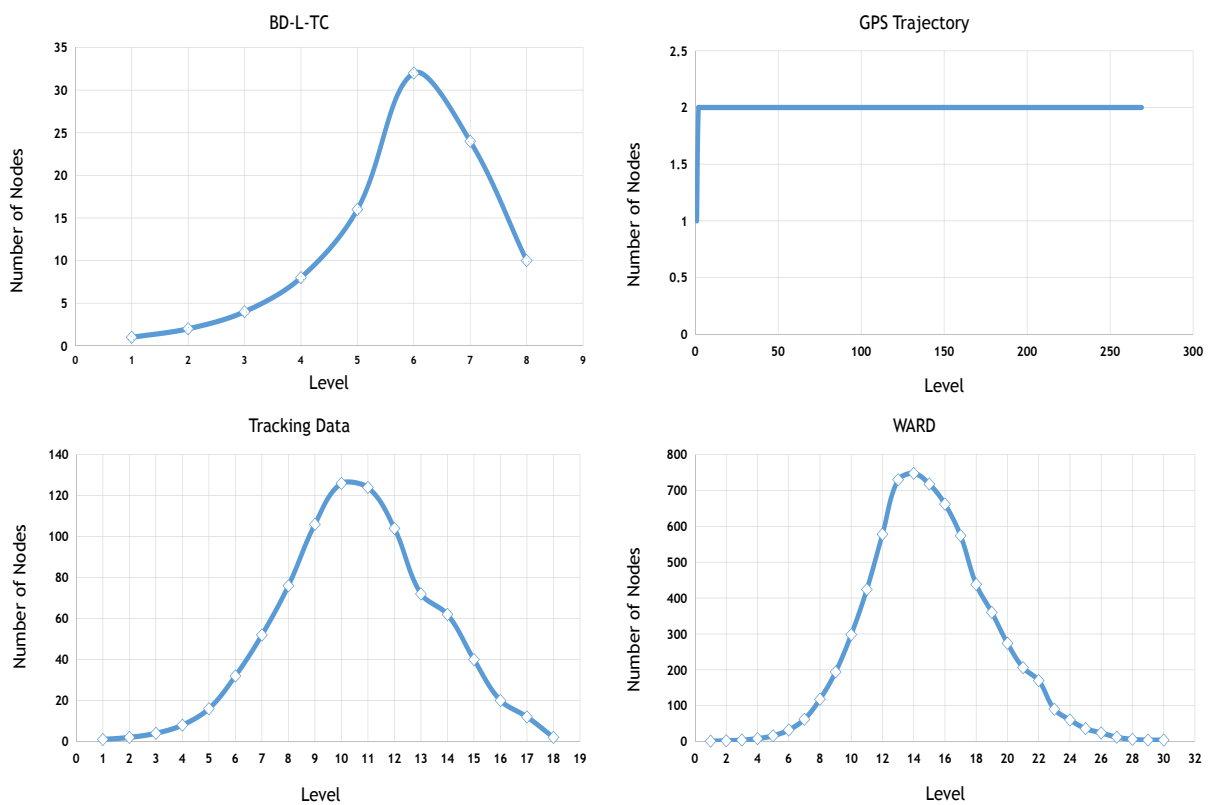 BD-L-TC
Number of Nodes
35
30
25
20
15
10
5
0
0 1 2 3 4 5 6 7 8 9
Level
GPS Trajectory
Number of Nodes
2.5
2
1.5
1
0.5
0
0 50 100 150 200 250 300
Level
Tracking Data
Number of Nodes
140
120
100
80
60
40
20
0
0 1 2 3 4 5 6 7 8 9 10 11 12 13 14 15 16 17 18 19
Level
WARD
Number of Nodes
800
700
600
500
400
300
200
100
0
0 2 4 6 8 10 12 14 16 18 20 22 24 26 28 30 32
Level